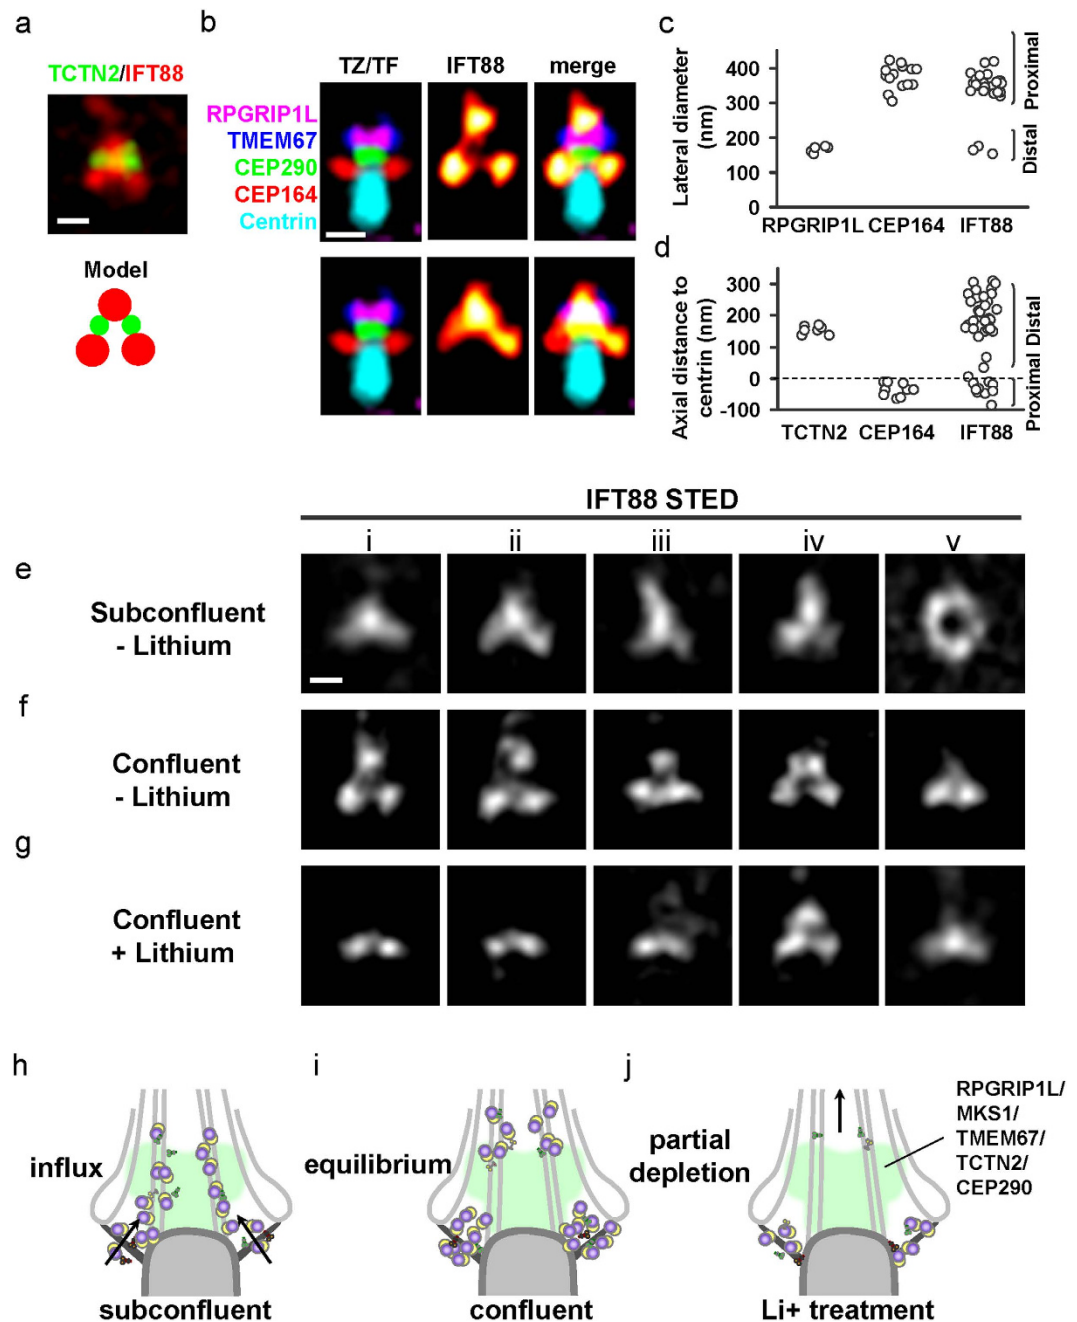 a
TCTN2/IFT88
Model
b
TZ/TF IFT88 merge
RPGRIP1L
TMEM67
CEP290
CEP164
Centrin
c
Lateral diameter
(nm)
400
300
200
100
0
RPGRIP1L CEP164 IFT88
Proximal
Distal
d
Axial distance to
centrin (nm)
300
200
100
0
-100
TCTN2 CEP164 IFT88
Distal
Proximal
IFT88 STED
i ii iii iv v
e
Subconfluent
- Lithium
f
Confluent
- Lithium
g
Confluent
+ Lithium
h
influx
subconfluent
i
equilibrium
confluent
j
partial
depletion
Li+ treatment
RPGRIP1L/
MKS1/
TMEM67/
TCTN2/
CEP290